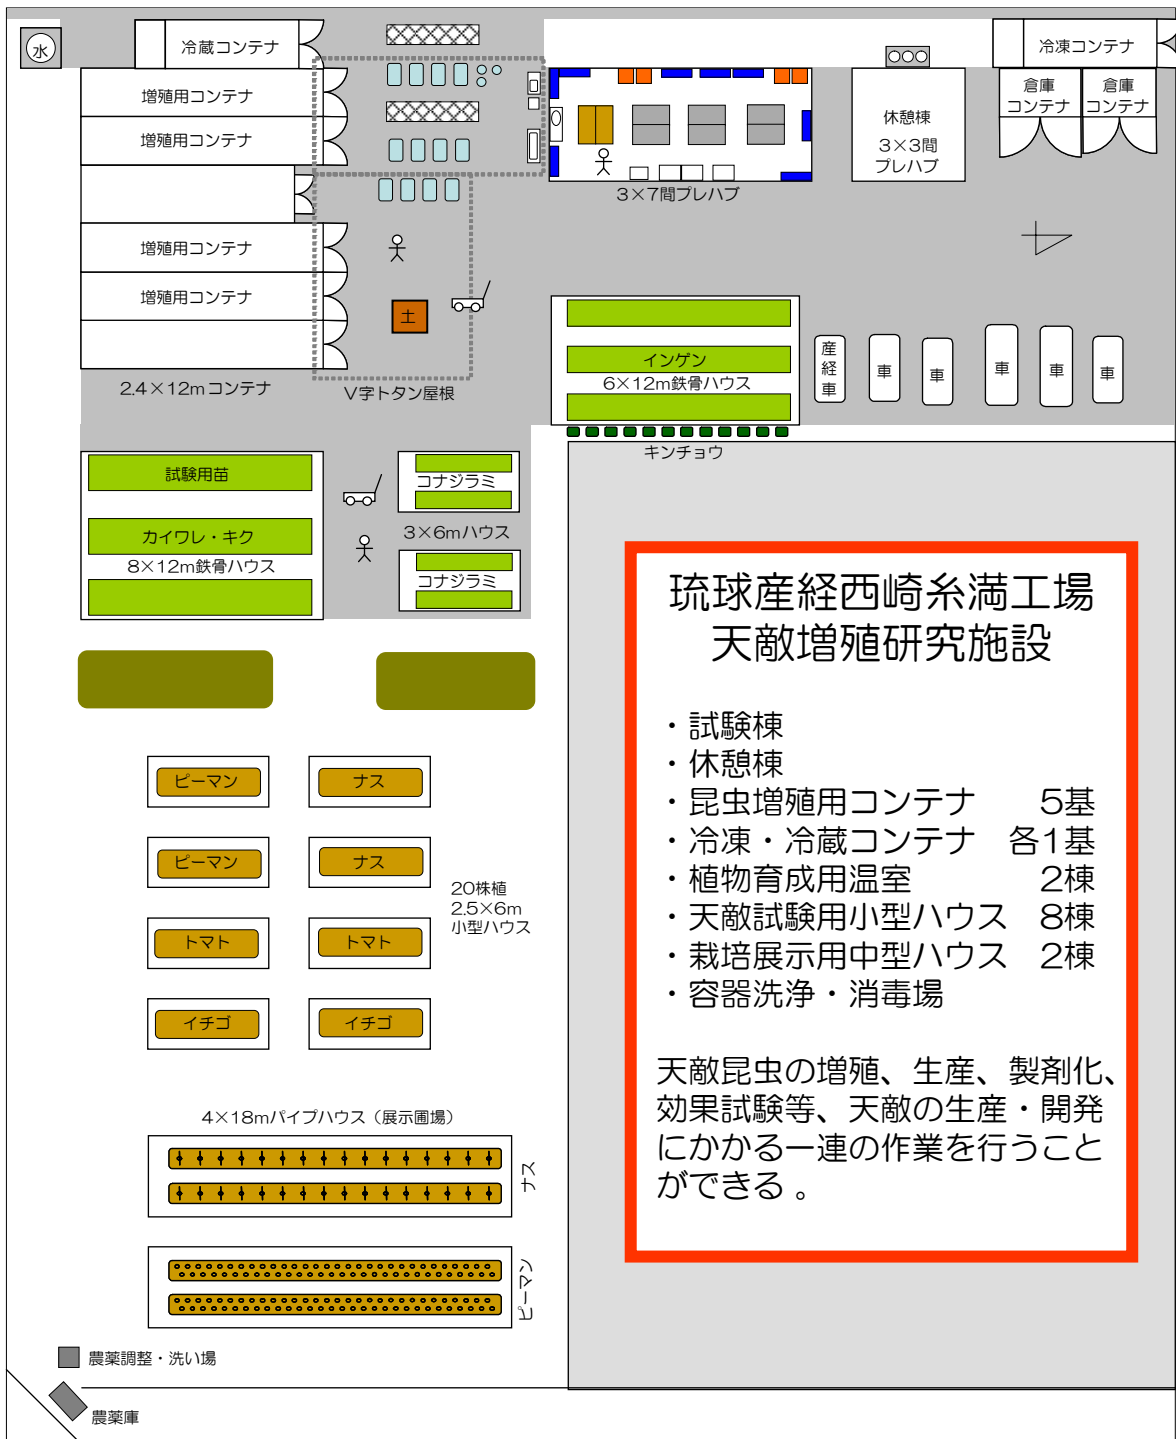 水
冷蔵コンテナ
冷凍コンテナ
増殖用コンテナ
増殖用コンテナ
倉庫
コンテナ
倉庫
コンテナ
休憩棟
3×3間
プレハブ
3×7間プレハブ
増殖用コンテナ
増殖用コンテナ
土
2.4×12mコンテナ
V字トタン屋根
インゲン
6×12m鉄骨ハウス
キンチョウ
産経車
車
車
車
車
車
試験用苗
カイワレ・キク
8×12m鉄骨ハウス
コナジラミ
3×6mハウス
コナジラミ
琉球産経西崎糸満工場
天敵増殖研究施設
・試験棟
・休憩棟
・昆虫増殖用コンテナ 5基
・冷凍・冷蔵コンテナ 各1基
・植物育成用温室 2棟
・天敵試験用小型ハウス 8棟
・栽培展示用中型ハウス 2棟
・容器洗浄・消毒場
天敵昆虫の増殖、生産、製剤化、
効果試験等、天敵の生産・開発
にかかる一連の作業を行うこと
ができる 。
ピーマン
ナス
ピーマン
ナス
トマト
トマト
イチゴ
イチゴ
20株植
2.5×6m
小型ハウス
4×18mパイプハウス（展示圃場）
ナス
ピーマン
農薬調整・洗い場
農薬庫